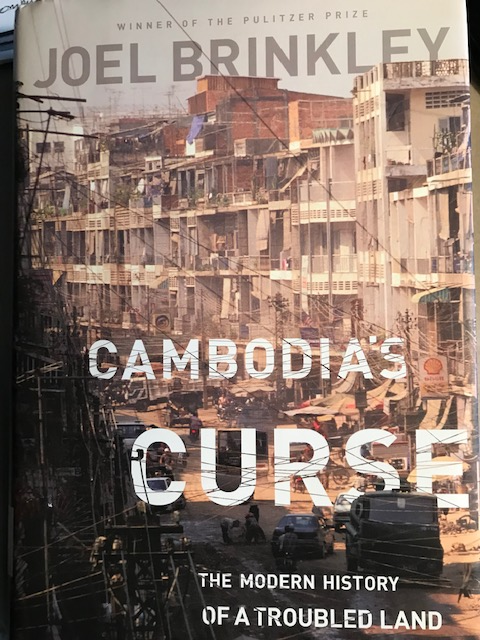 WINNER OF THE PULITZER PRIZE
JOEL BRINKLEY
CAMBODIA'S
CURSE
THE MODERN HISTORY
OF A TROUBLED LAND